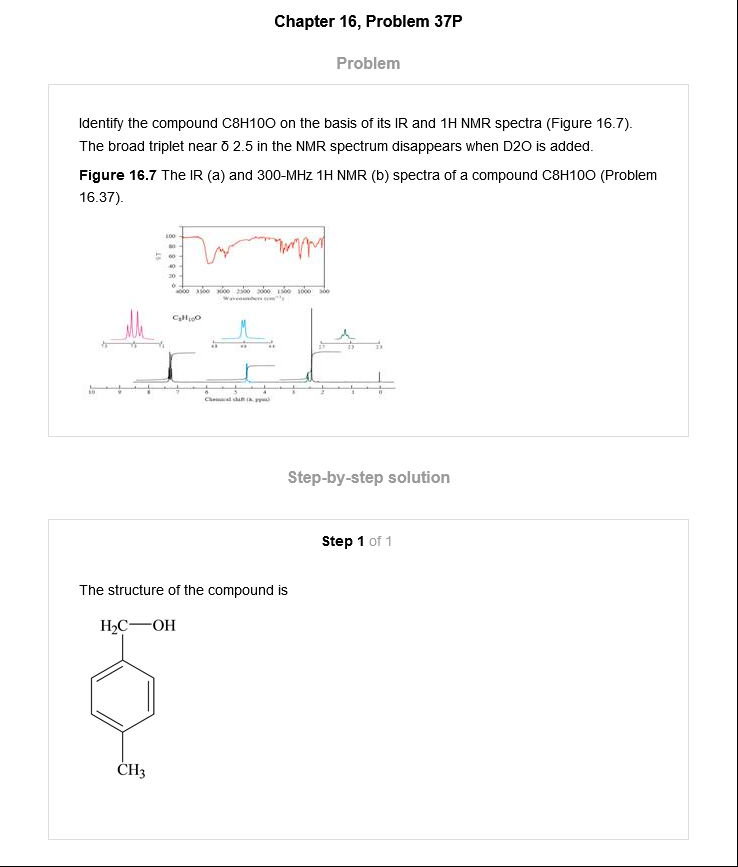 Chapter 16, Problem 37P
Problem
Identify the compound C8H10O on the basis of its IR and 1H NMR spectra (Figure 16.7).
The broad triplet near δ 2.5 in the NMR spectrum disappears when D2O is added.
Figure 16.7 The IR (a) and 300-MHz 1H NMR (b) spectra of a compound C8H10O (Problem
16.37).
100
80
60
40
20
0
4000 3500 3000 2500 2000 1500 1000 500
Wavenumbers (cm⁻¹)
C₈H₁₀O
10 9 8 7 6 5 4 3 2 1 0
Chemical shift (δ, ppm)
Step-by-step solution
Step 1 of 1
The structure of the compound is
H₂C—OH
CH₃